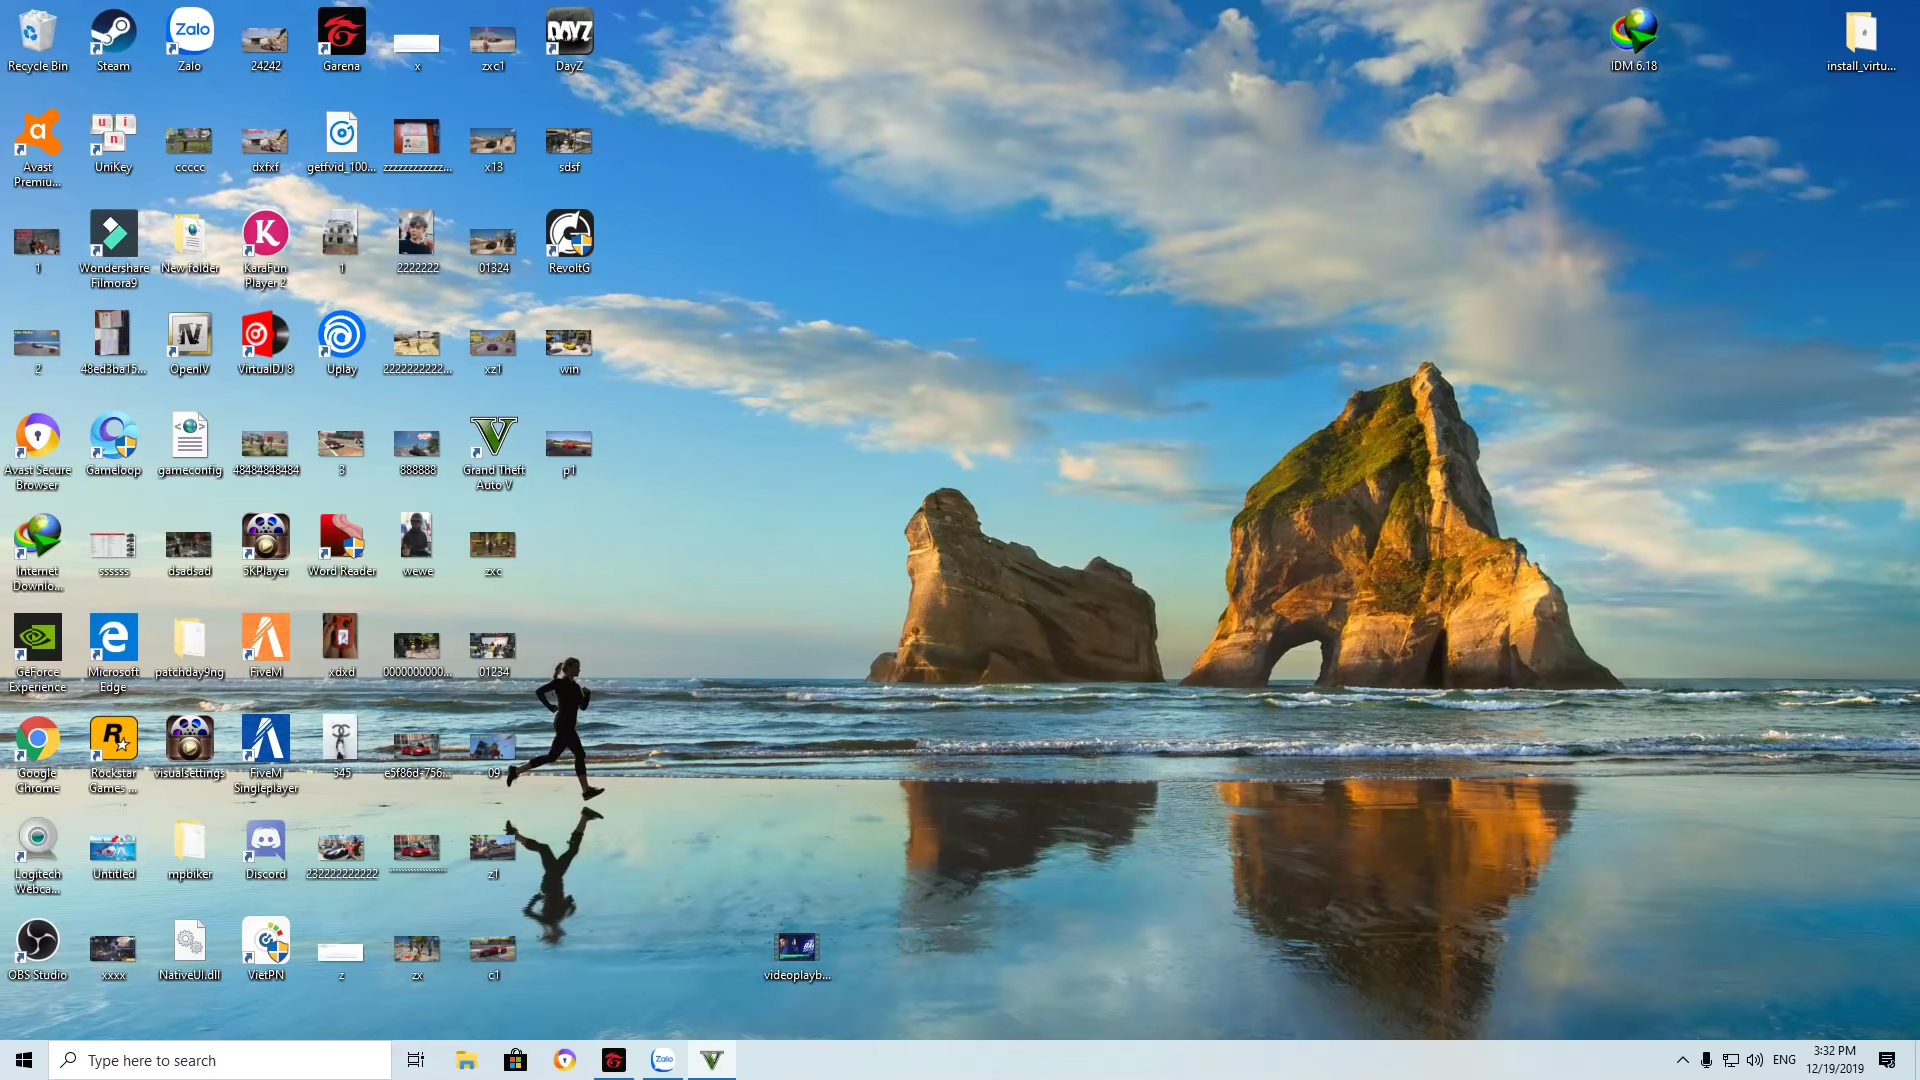 Recycle Bin
Steam
Zalo
Zalo
24242
Garena
x
zxc1
DAYZ
DayZ
IDM 6.18
install_virtu...
Avast
Premiu...
u i
n
UniKey
ccccc
dxfxf
getfvid_100...
zzzzzzzzzzzz...
x13
sdsf
1
Wondershare
Filmora9
New folder
K
KaraFun
Player 2
1
2222222
01324
RevoltG
2
48ed3ba15...
IV
OpenIV
VirtualDJ 8
Uplay
2222222222...
xz1
win
Avast Secure
Browser
Gameloop
gameconfig
48484848484
3
888888
V
Grand Theft
Auto V
p1
Internet
Downlo...
ssssss
dsadsad
5KPlayer
Word Reader
wewe
zxc
GeForce
Experience
Microsoft
Edge
patchday9ng
FiveM
xdxd
0000000000...
01234
Google
Chrome
R
Rockstar
Games ...
visualsettings
FiveM
Singleplayer
545
e5f86d-756...
09
Logitech
Webca...
Untitled
mpbiker
Discord
232222222222
z1
OBS Studio
xxxx
NativeUI.dll
VietPN
z
zx
c1
videoplayb...
Type here to search
Zalo
ENG
3:32 PM
12/19/2019